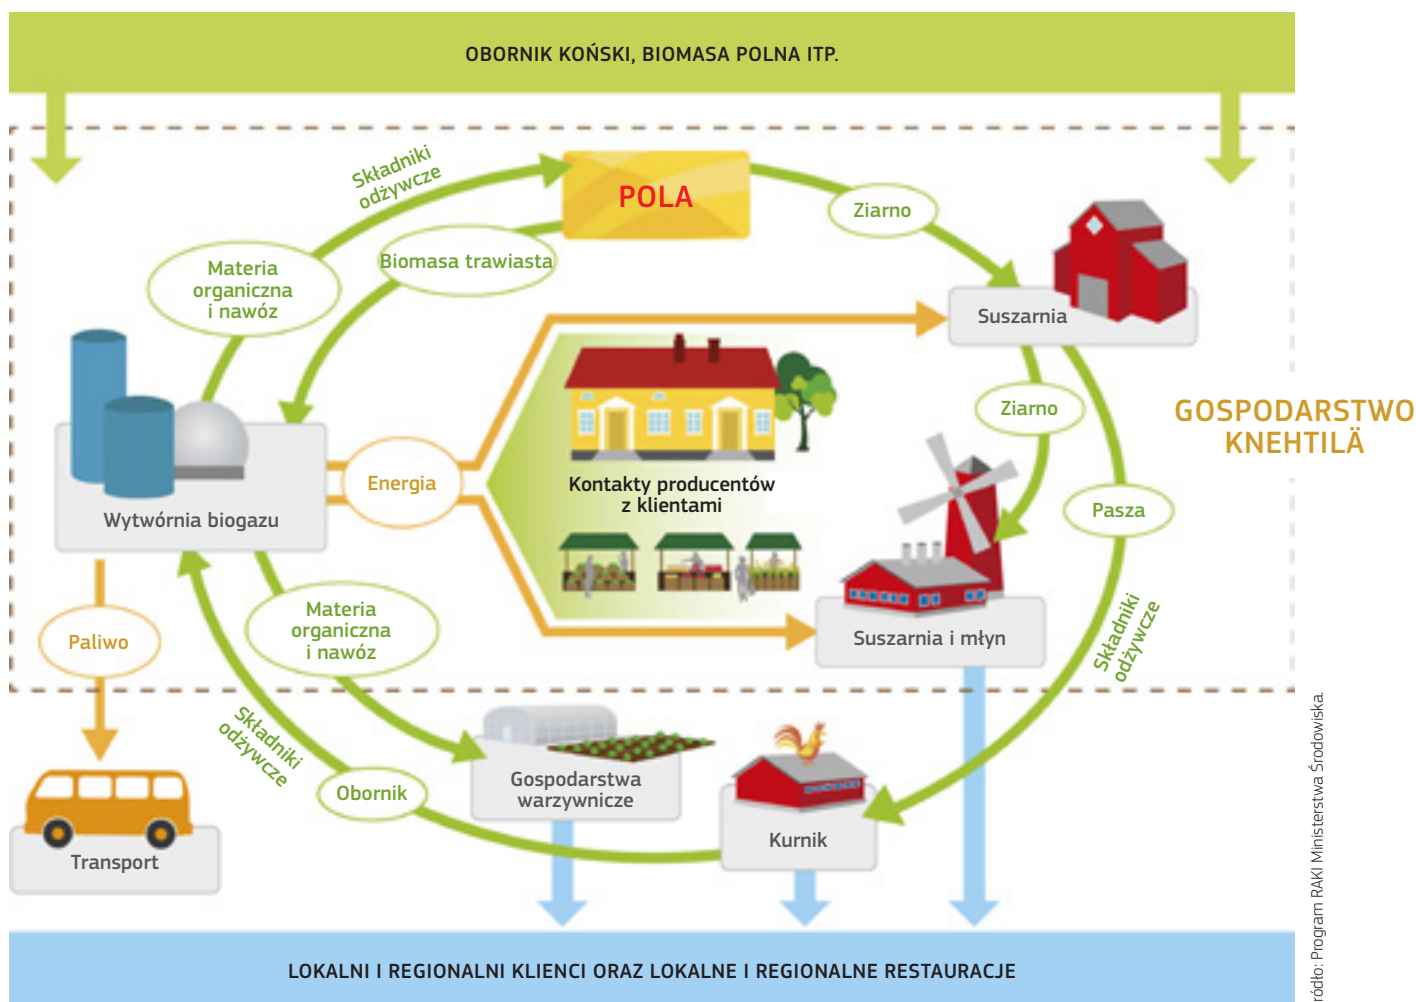 OBORNIK KOŃSKI, BIOMASA POLNA ITP.
Składniki
odżywcze
POLA
Ziarno
Materia
organiczna
i nawóz
Biomasa trawiasta
Suszarnia
Ziarno
GOSPODARSTWO
KNEHTILÄ
Energia
Kontakty producentów
z klientami
Pasza
Wytwórnia biogazu
Materia
organiczna
i nawóz
Paliwo
Suszarnia i młyn
Składniki
odżywcze
Składniki
odżywcze
Gospodarstwa
warzywnicze
Obornik
Kurnik
Transport
LOKALNI I REGIONALNI KLIENCI ORAZ LOKALNE I REGIONALNE RESTAURACJE
ródło: Program RAKI Ministerstwa Środowiska.